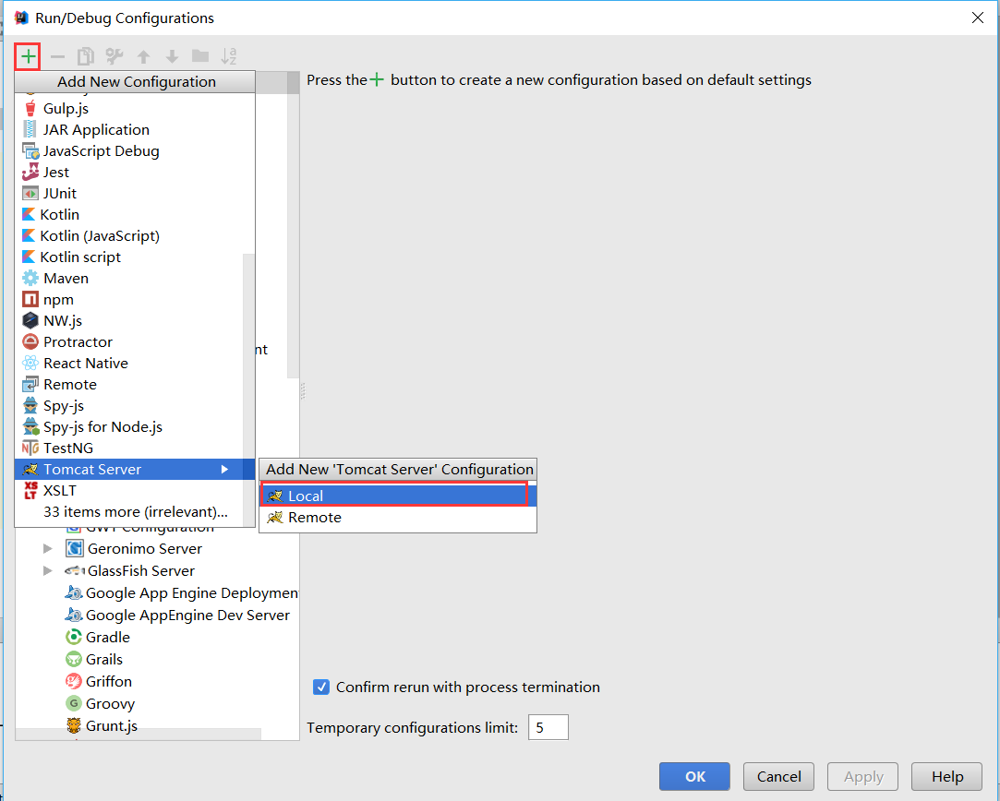 Run/Debug Configurations
Add New Configuration
Press the + button to create a new configuration based on default settings
Gulp.js
JAR Application
JavaScript Debug
Jest
JUnit
Kotlin
Kotlin (JavaScript)
Kotlin script
Maven
npm
NW.js
Protractor
nt
React Native
Remote
Spy-js
Spy-js for Node.js
TestNG
Tomcat Server
XSLT
33 items more (irrelevant)...
Add New 'Tomcat Server' Configuration
Local
Remote
GWT Configuration
Geronimo Server
GlassFish Server
Google App Engine Deploymen
Google AppEngine Dev Server
Gradle
Grails
Griffon
Groovy
Grunt.js
Confirm rerun with process termination
Temporary configurations limit: 5
OK Cancel Apply Help